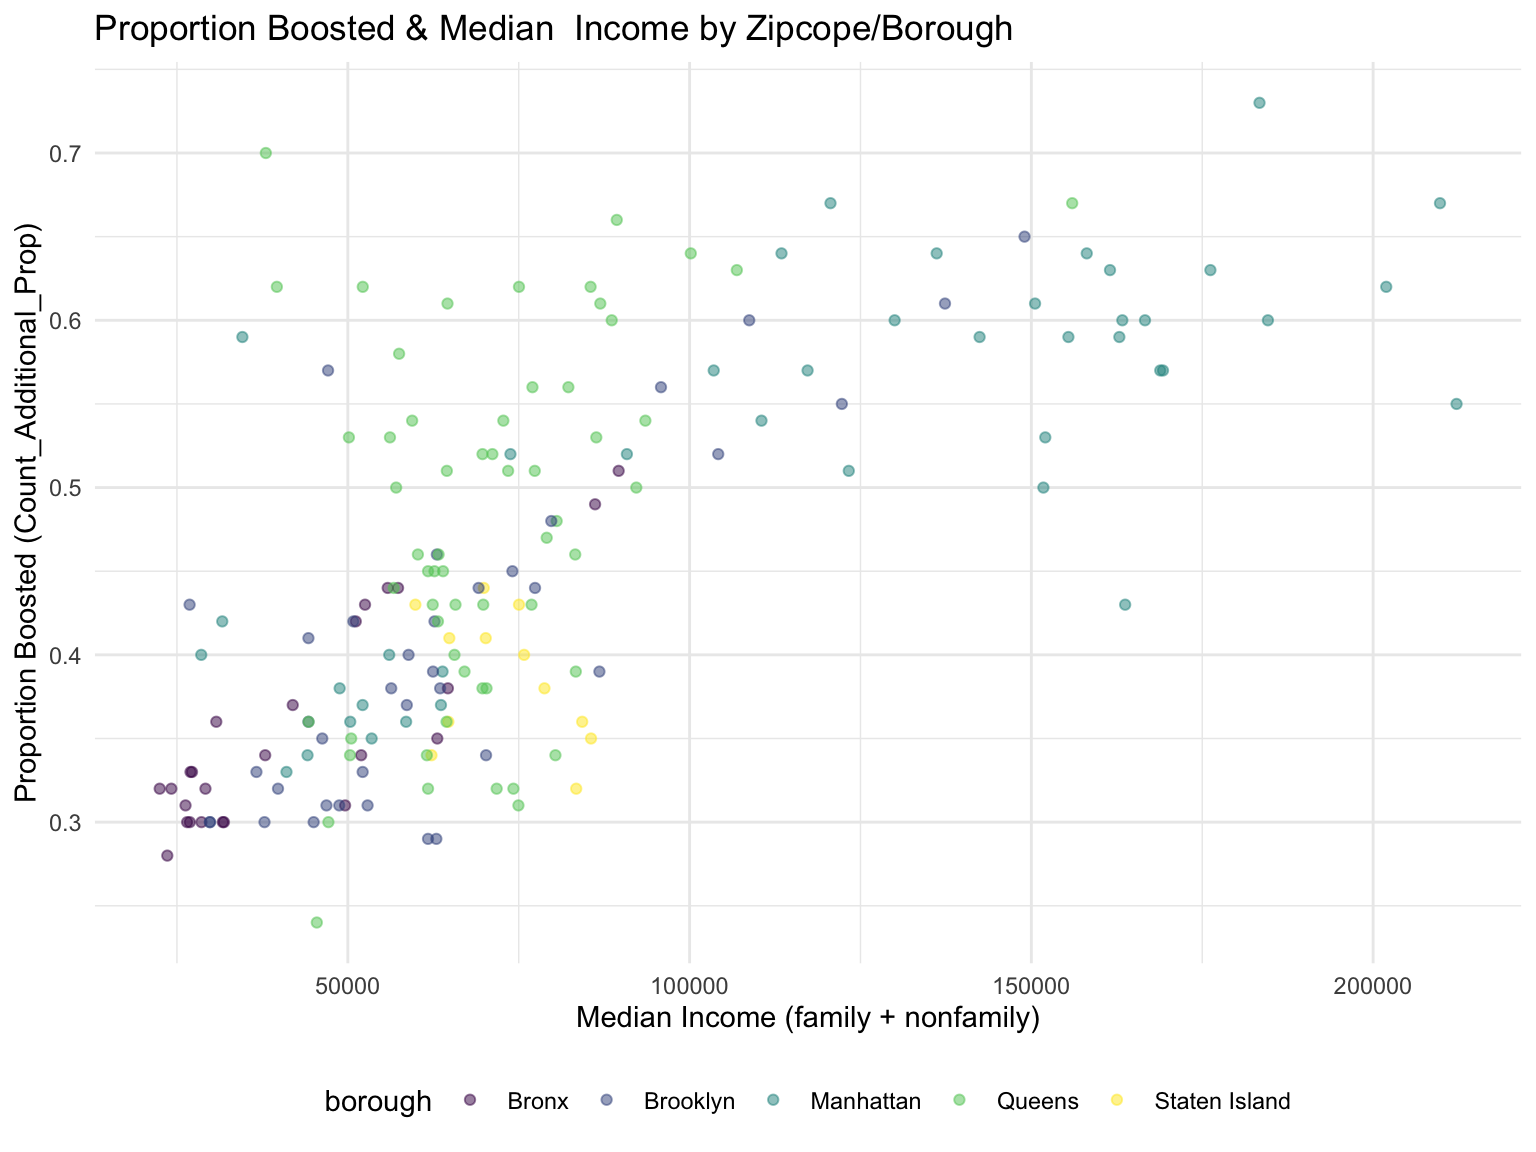 Proportion Boosted & Median  Income by Zipcope/Borough
Proportion Boosted (Count_Additional_Prop)
0.7
0.6
0.5
0.4
0.3
50000 100000 150000 200000
Median Income (family + nonfamily)
borough Bronx Brooklyn Manhattan Queens Staten Island